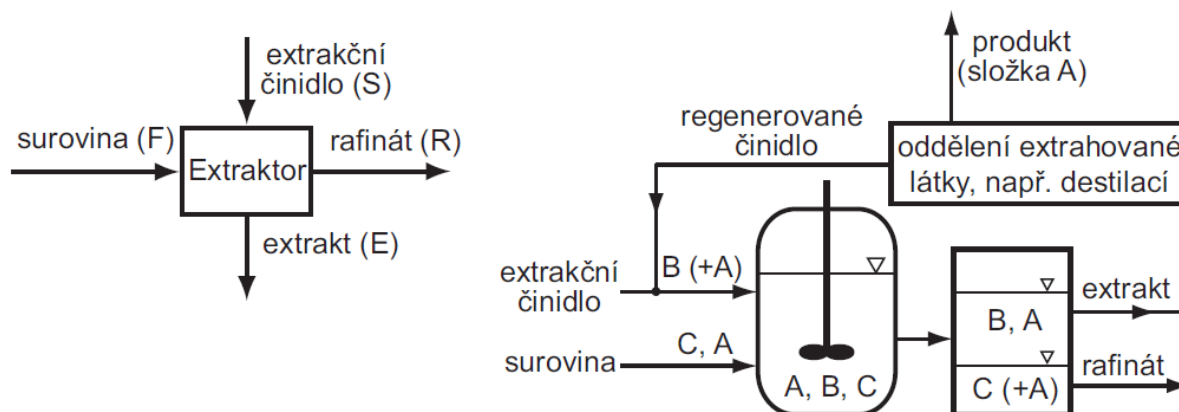 extrakční
činidlo (S)
surovina (F)
Extraktor
rafinát (R)
extrakt (E)
produkt
(složka A)
regenerované
činidlo
oddělení extrahované
látky, např. destilací
extrakční
činidlo
B (+A)
surovina
C, A
A, B, C
B, A
extrakt
C (+A)
rafinát